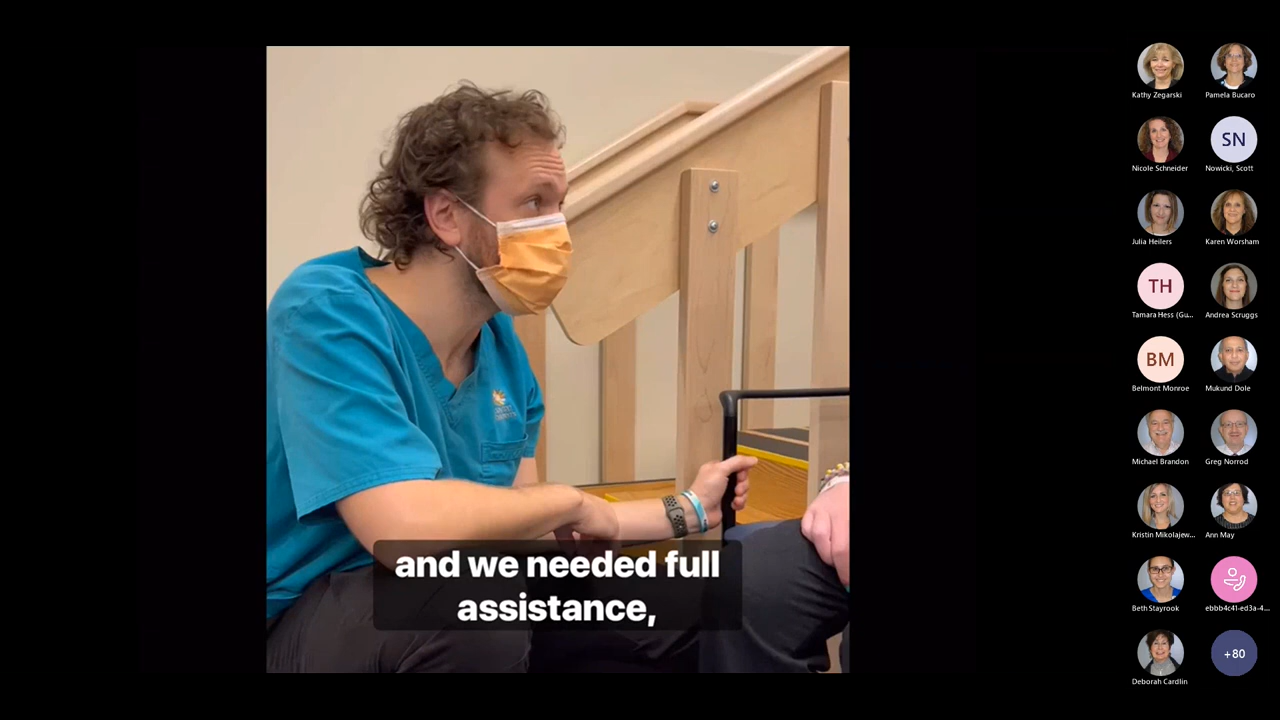 and we needed full
assistance,
Kathy Zegarski
Pamela Bucaro
Nicole Schneider
SN
Nowicki, Scott
Julia Heilers
Karen Worsham
TH
Tamara Hess (Gu...
Andrea Scruggs
BM
Belmont Monroe
Mukund Dole
Michael Brandon
Greg Norrod
Kristin Mikolajew...
Ann May
Beth Stayrook
ebbb4c41-ed3a-4...
Deborah Cardlin
+80